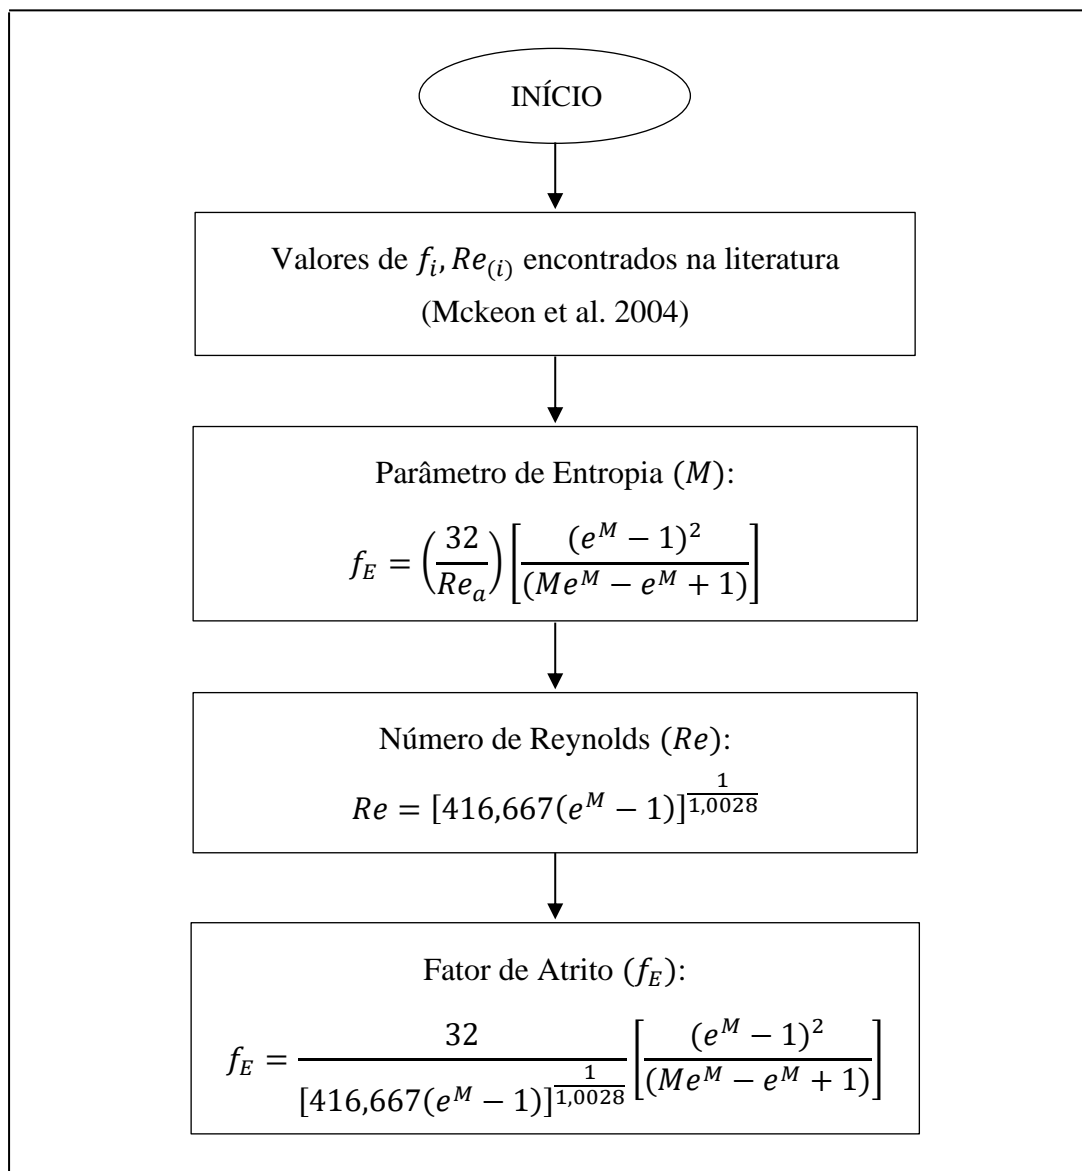 INÍCIO
Valores de f_i, Re_(i) encontrados na literatura
(Mckeon et al. 2004)
Parâmetro de Entropia (M):
f_E = (32/Re_a) [(e^M − 1)^2/(Me^M − e^M + 1)]
Número de Reynolds (Re):
Re = [416,667(e^M − 1)]^(1/1,0028)
Fator de Atrito (f_E):
f_E = 32/[416,667(e^M − 1)]^(1/1,0028) [(e^M − 1)^2/(Me^M − e^M + 1)]